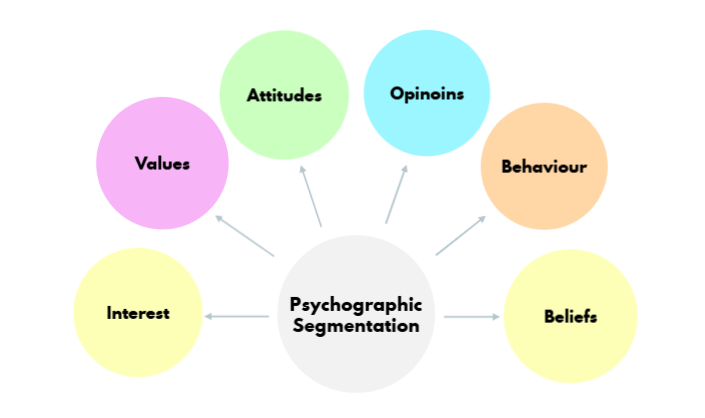 Attitudes
Opinoins
Values
Behaviour
Interest
Psychographic
Segmentation
Beliefs